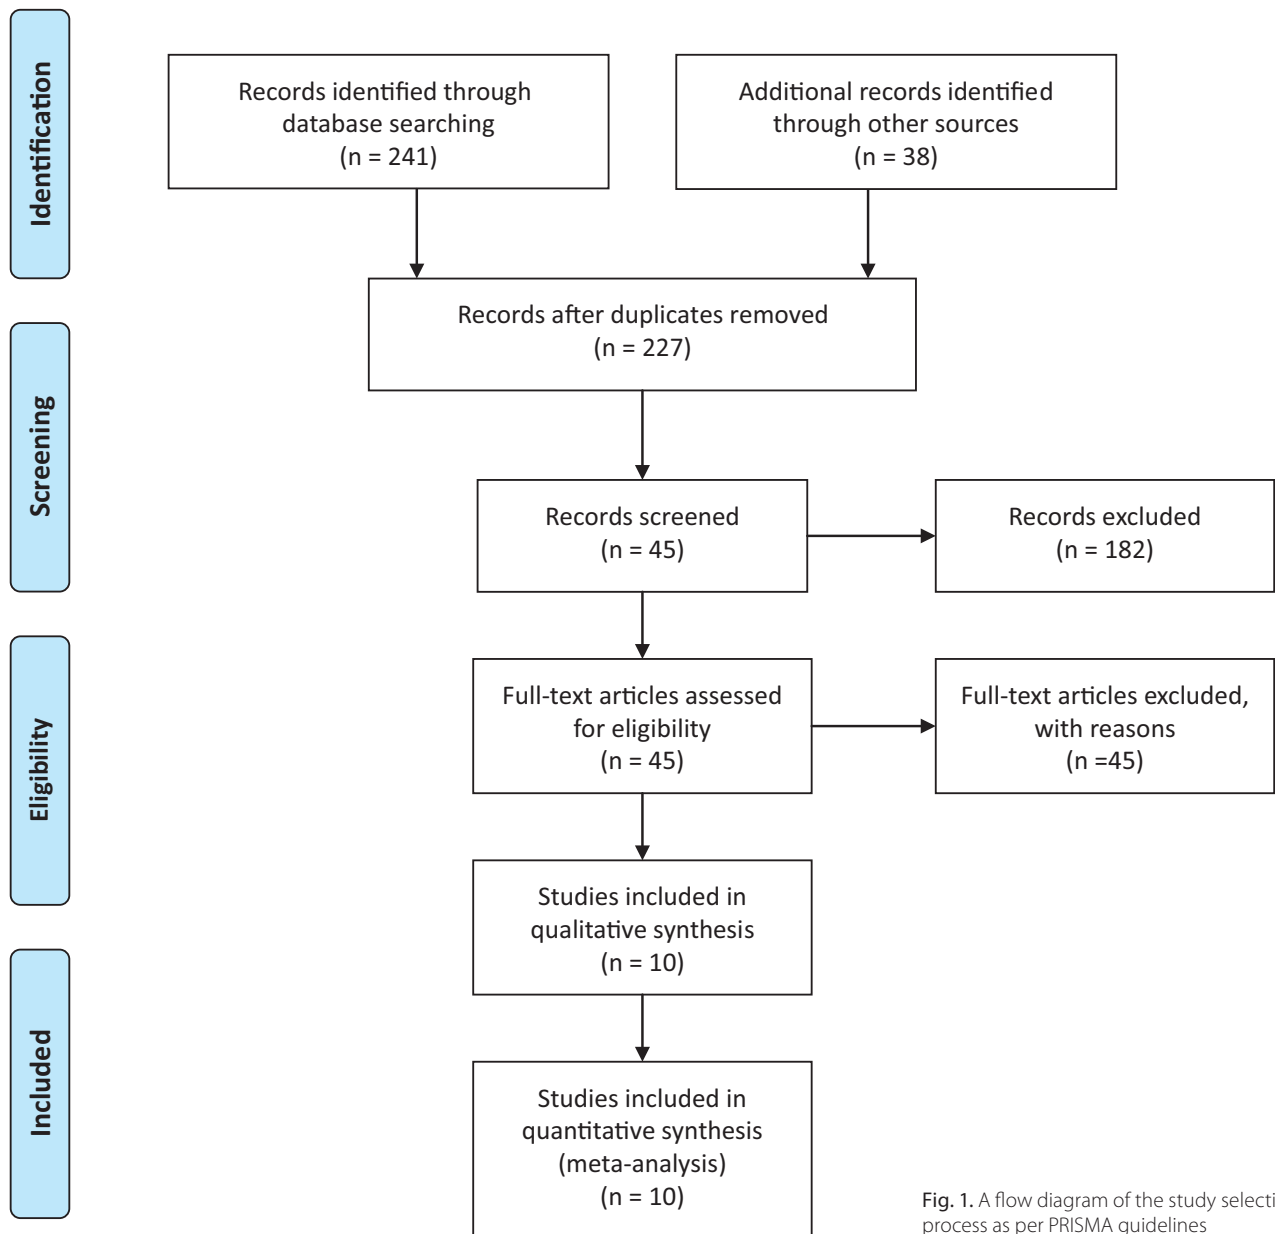 Identification
Records identified through
database searching
(n = 241)
Additional records identified
through other sources
(n = 38)
Records after duplicates removed
(n = 227)
Screening
Records screened
(n = 45)
Records excluded
(n = 182)
Eligibility
Full-text articles assessed
for eligibility
(n = 45)
Full-text articles excluded,
with reasons
(n =45)
Studies included in
qualitative synthesis
(n = 10)
Included
Studies included in
quantitative synthesis
(meta-analysis)
(n = 10)
Fig. 1. A flow diagram of the study selecti
process as per PRISMA guidelines